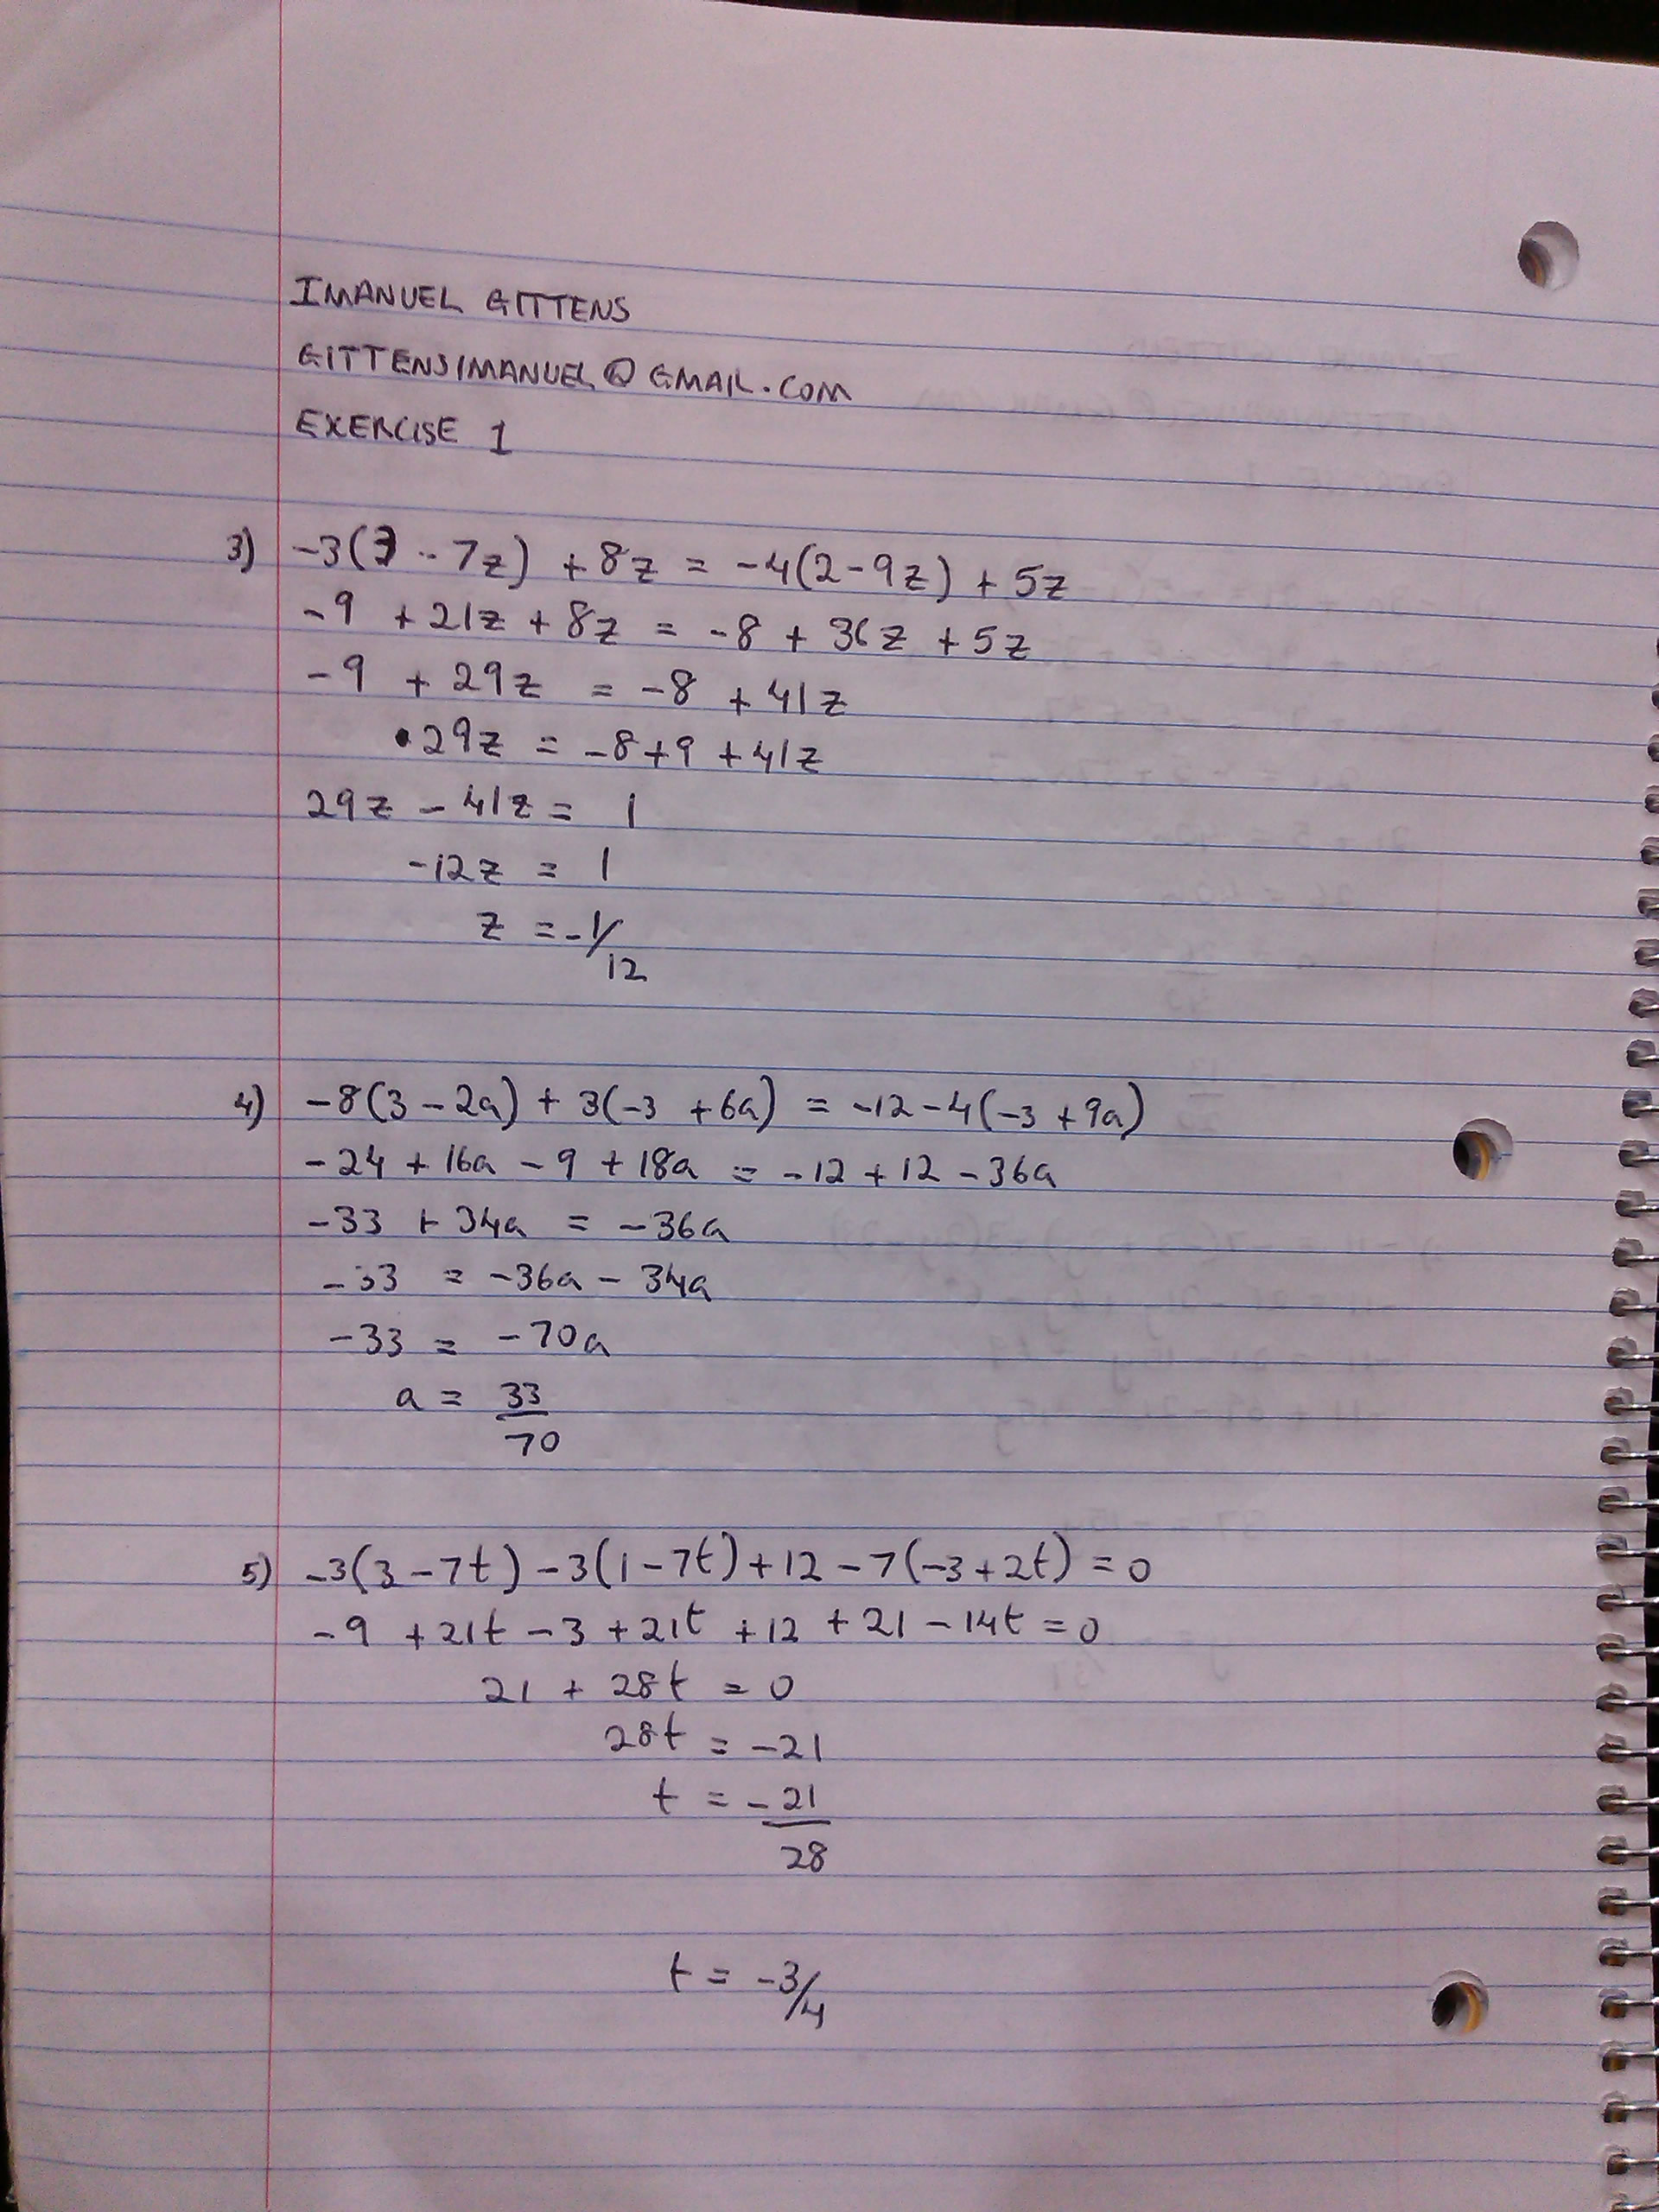 IMANUEL GITTENS
GITTENSIMANUEL@GMAIL.COM
EXERCISE 1
3) -3(3 - 7z) + 8z = -4(2-9z) + 5z
-9 + 21z + 8z = -8 + 36z + 5z
-9 + 29z = -8 + 41z
29z = -8+9 + 41z
29z - 41z = 1
-12z = 1
z = -1/12
4) -8(3 - 2a) + 3(-3 + 6a) = -12 - 4(-3 + 9a)
-24 + 16a - 9 + 18a = -12 + 12 - 36a
-33 + 34a = -36a
-33 = -36a - 34a
-33 = -70a
a = 33/70
5) -3(3 - 7t) - 3(1 - 7t) + 12 - 7(-3 + 2t) = 0
-9 + 21t - 3 + 21t + 12 + 21 - 14t = 0
21 + 28t = 0
28t = -21
t = -21/28
t = -3/4